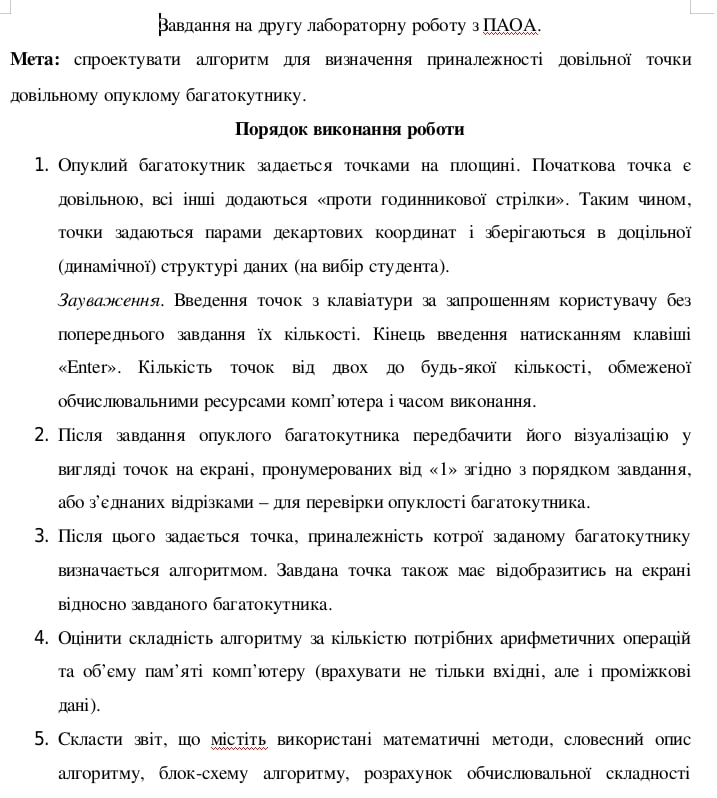 Завдання на другу лабораторну роботу з ПАОА.
Мета: спроектувати алгоритм для визначення приналежності довільної точки
довільному опуклому багатокутнику.
Порядок виконання роботи
1. Опуклий багатокутник задається точками на площині. Початкова точка є
довільною, всі інші додаються «проти годинникової стрілки». Таким чином,
точки задаються парами декартових координат і зберігаються в доцільної
(динамічної) структурі даних (на вибір студента).
Зауваження. Введення точок з клавіатури за запрошенням користувачу без
попереднього завдання їх кількості. Кінець введення натисканням клавіші
«Enter». Кількість точок від двох до будь-якої кількості, обмеженої
обчислювальними ресурсами комп’ютера і часом виконання.
2. Після завдання опуклого багатокутника передбачити його візуалізацію у
вигляді точок на екрані, пронумерованих від «1» згідно з порядком завдання,
або з’єднаних відрізками – для перевірки опуклості багатокутника.
3. Після цього задається точка, приналежність котрої заданому багатокутнику
визначається алгоритмом. Завдана точка також має відобразитись на екрані
відносно завданого багатокутника.
4. Оцінити складність алгоритму за кількістю потрібних арифметичних операцій
та об’єму пам’яті комп’ютеру (врахувати не тільки вхідні, але і проміжкові
дані).
5. Скласти звіт, що містіть використані математичні методи, словесний опис
алгоритму, блок-схему алгоритму, розрахунок обчислювальної складності